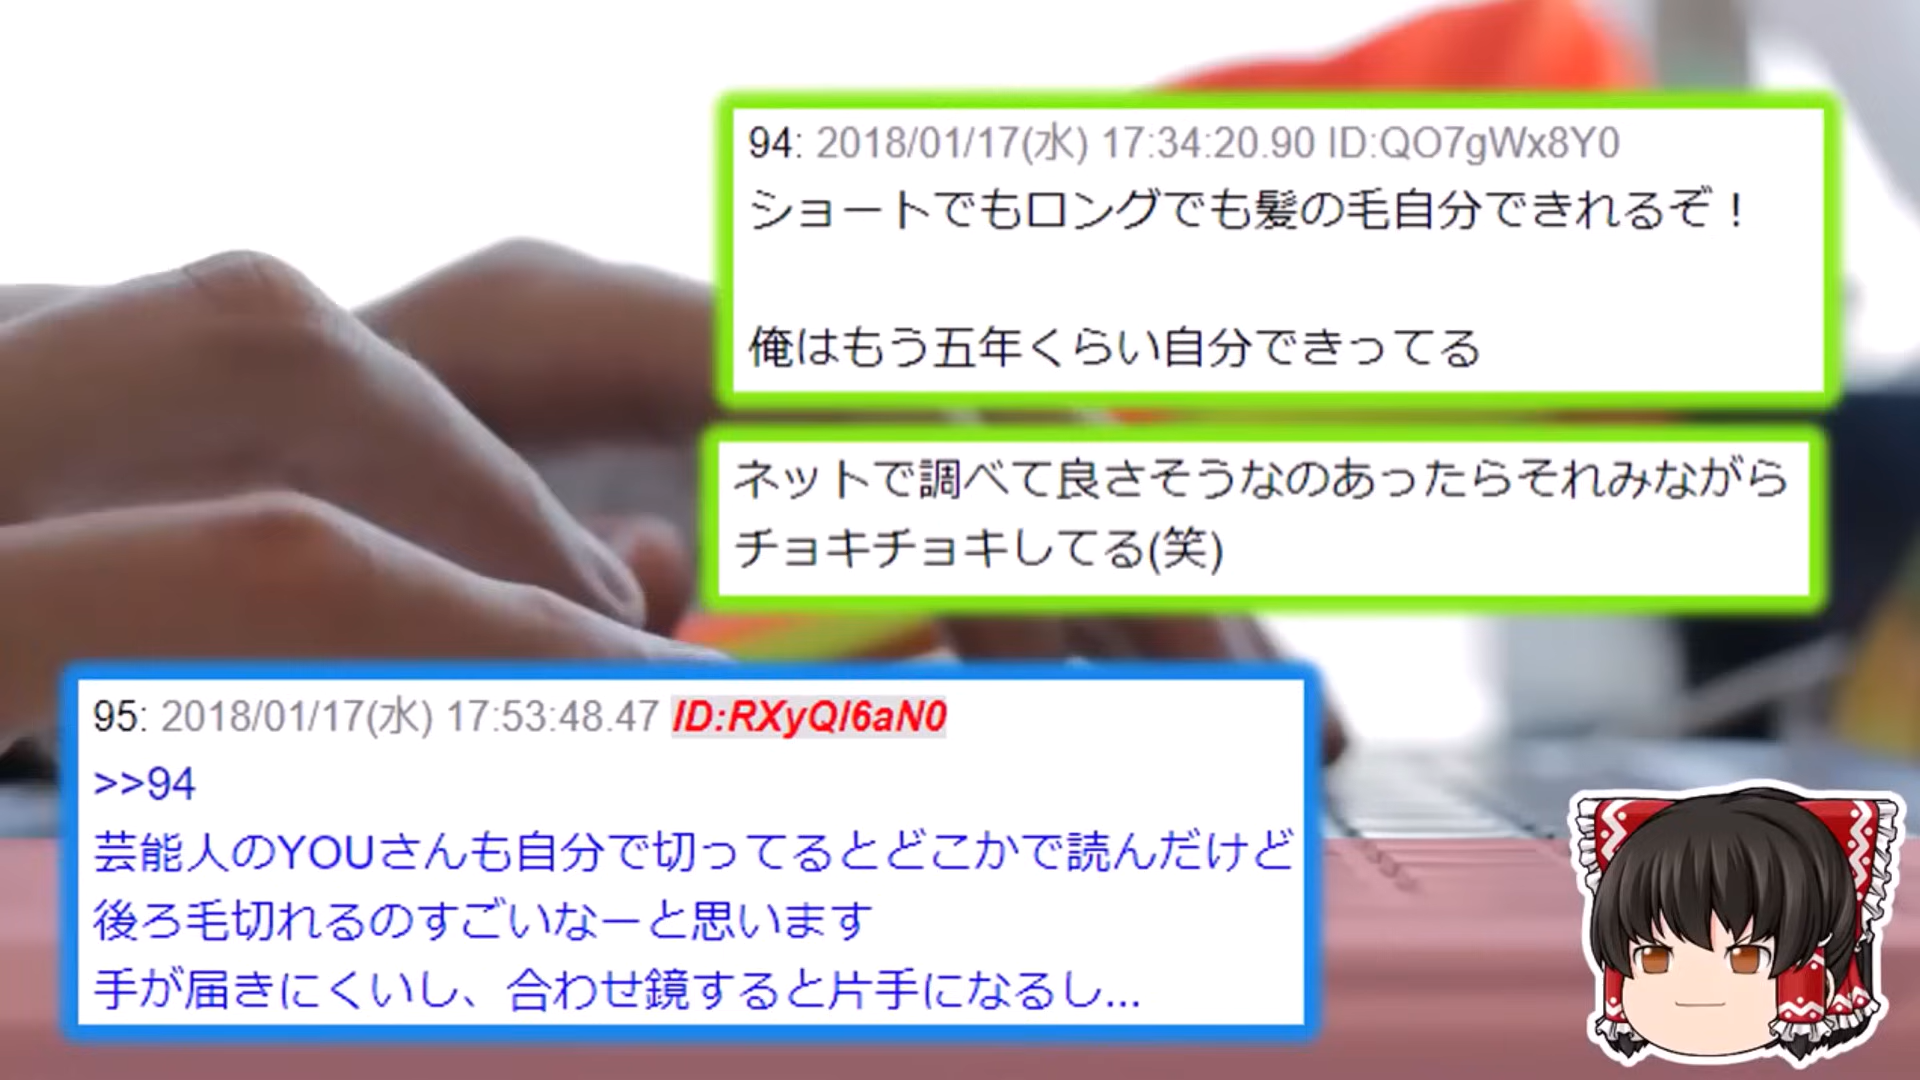 94: 2018/01/17(水) 17:34:20.90 ID:QO7gWx8Y0
ショートでもロングでも髪の毛自分できれるぞ！
俺はもう五年くらい自分できってる
ネットで調べて良さそうなのあったらそれみながら
チョキチョキしてる(笑)
95: 2018/01/17(水) 17:53:48.47 ID:RXyQI6aN0
>>94
芸能人のYOUさんも自分で切ってるとどこかで読んだけど
後ろ毛切れるのすごいなーと思います
手が届きにくいし、合わせ鏡すると片手になるし...